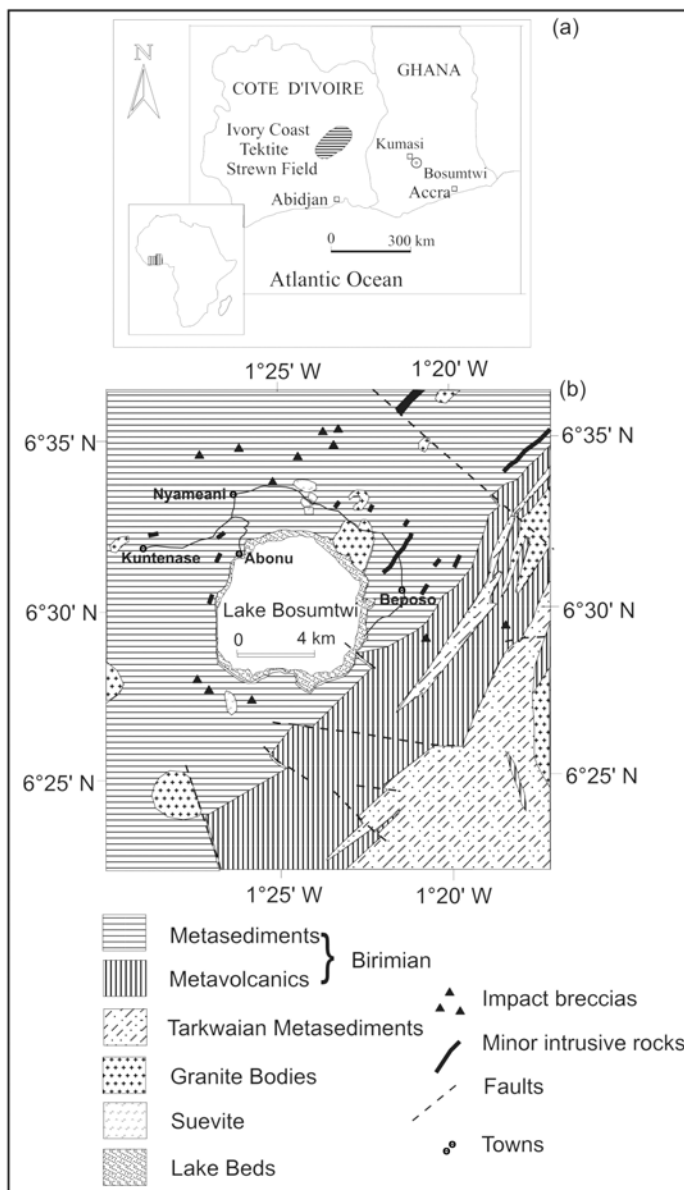 (a)
N
COTE D'IVOIRE
GHANA
Ivory Coast
Tektite
Strewn Field
Kumasi
Bosumtwi
Abidjan
Accra
0 300 km
Atlantic Ocean
1°25' W 1°20' W
(b)
6°35' N 6°35' N
Nyameani
Kuntenase
Abonu
Beposo
6°30' N 6°30' N
Lake Bosumtwi
0 4 km
6°25' N 6°25' N
1°25' W 1°20' W
Metasediments
Metavolcanics
} Birimian
Tarkwaian Metasediments
Granite Bodies
Suevite
Lake Beds
Impact breccias
Minor intrusive rocks
Faults
Towns